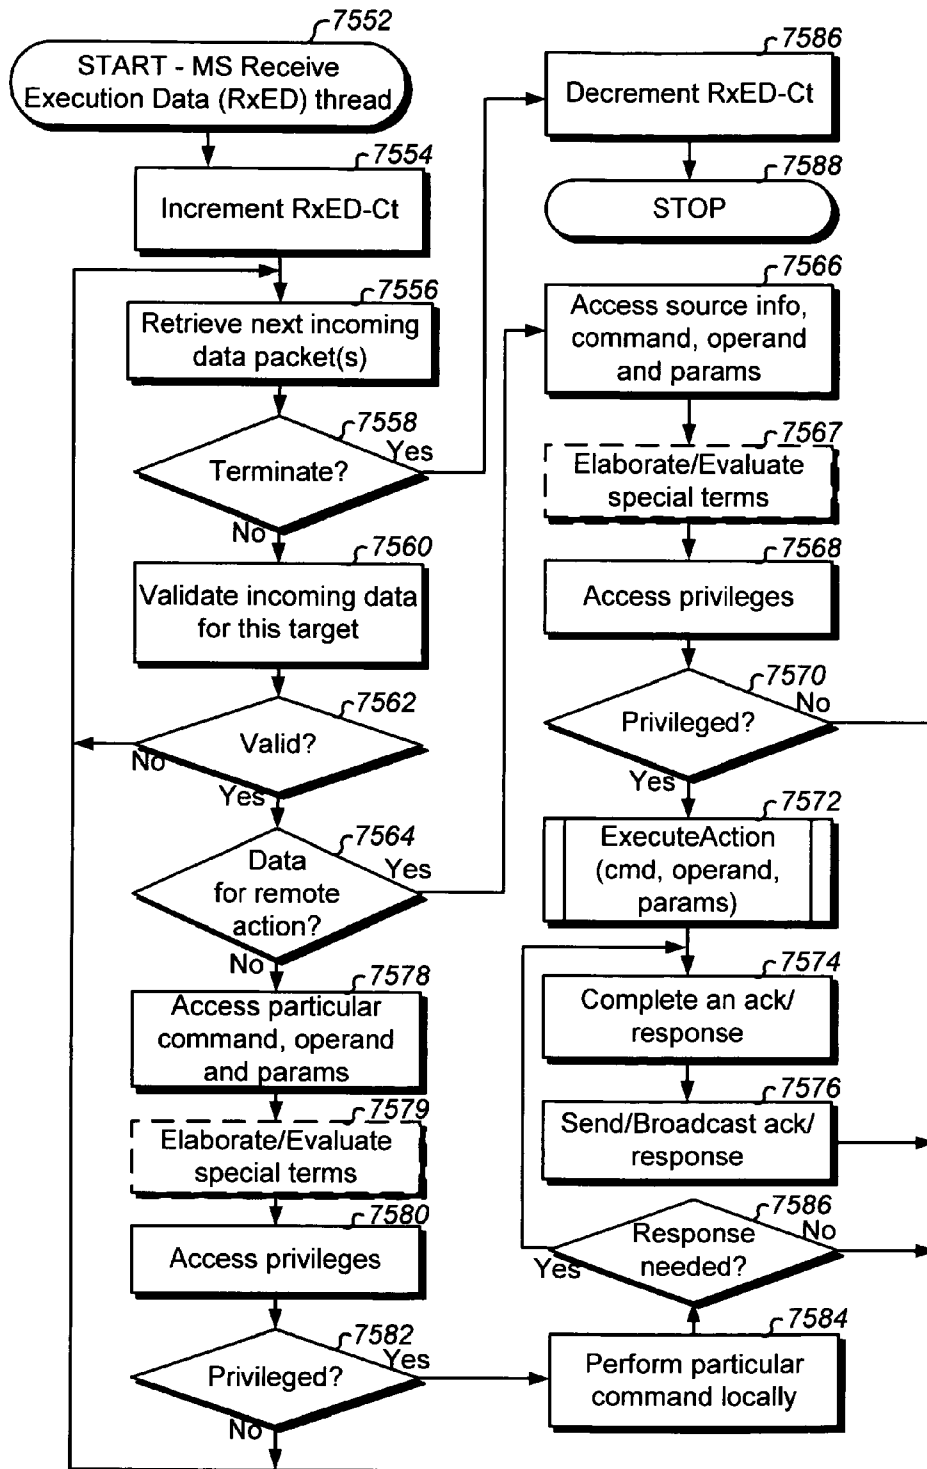 7552
START - MS Receive
Execution Data (RxED) thread
7554
Increment RxED-Ct
7556
Retrieve next incoming
data packet(s)
7558
Terminate?
Yes
No
7560
Validate incoming data
for this target
7562
Valid?
No
Yes
7564
Data
for remote
action?
Yes
No
7578
Access particular
command, operand
and params
7579
Elaborate/Evaluate
special terms
7580
Access privileges
7582
Privileged?
Yes
No
7586
Decrement RxED-Ct
7588
STOP
7566
Access source info,
command, operand
and params
7567
Elaborate/Evaluate
special terms
7568
Access privileges
7570
Privileged?
No
Yes
7572
ExecuteAction
(cmd, operand,
params)
7574
Complete an ack/
response
7576
Send/Broadcast ack/
response
7586
Response
needed?
No
Yes
7584
Perform particular
command locally